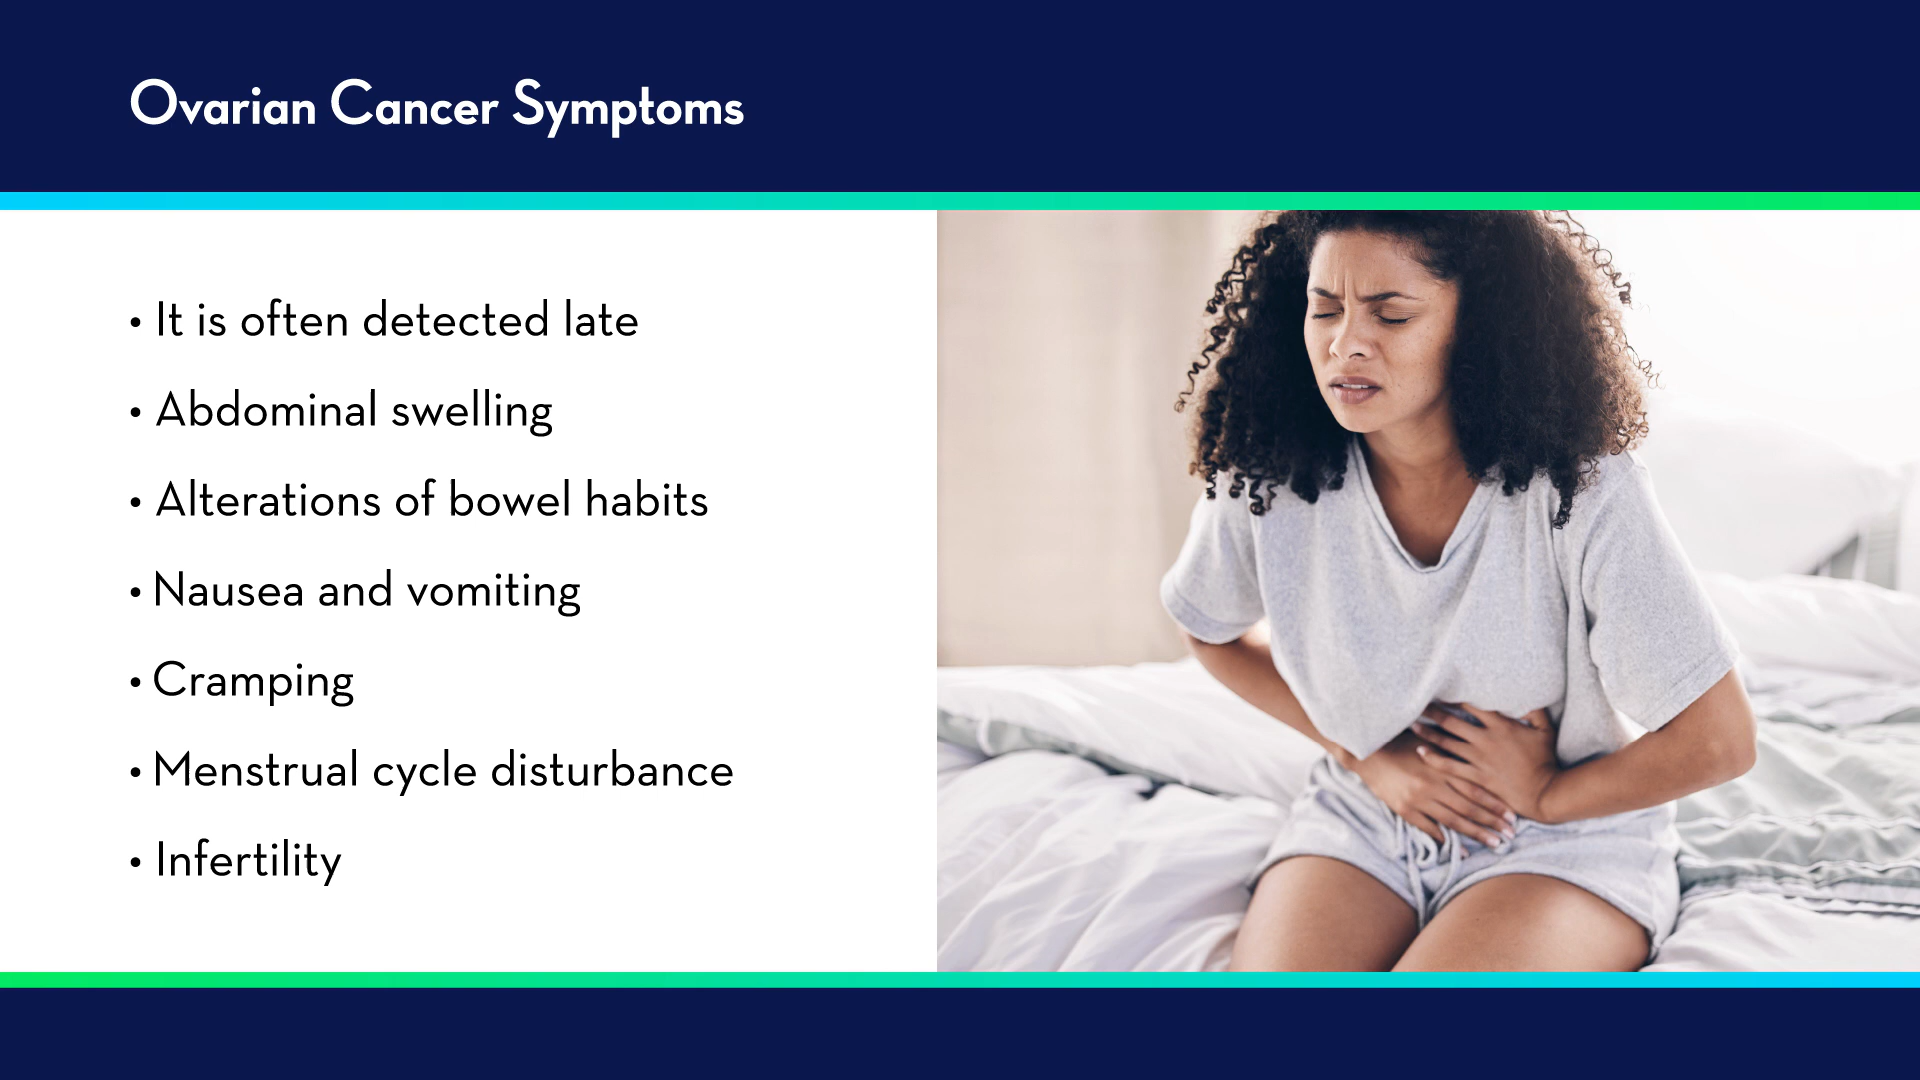 Ovarian Cancer Symptoms
• It is often detected late
• Abdominal swelling
• Alterations of bowel habits
• Nausea and vomiting
• Cramping
• Menstrual cycle disturbance
• Infertility